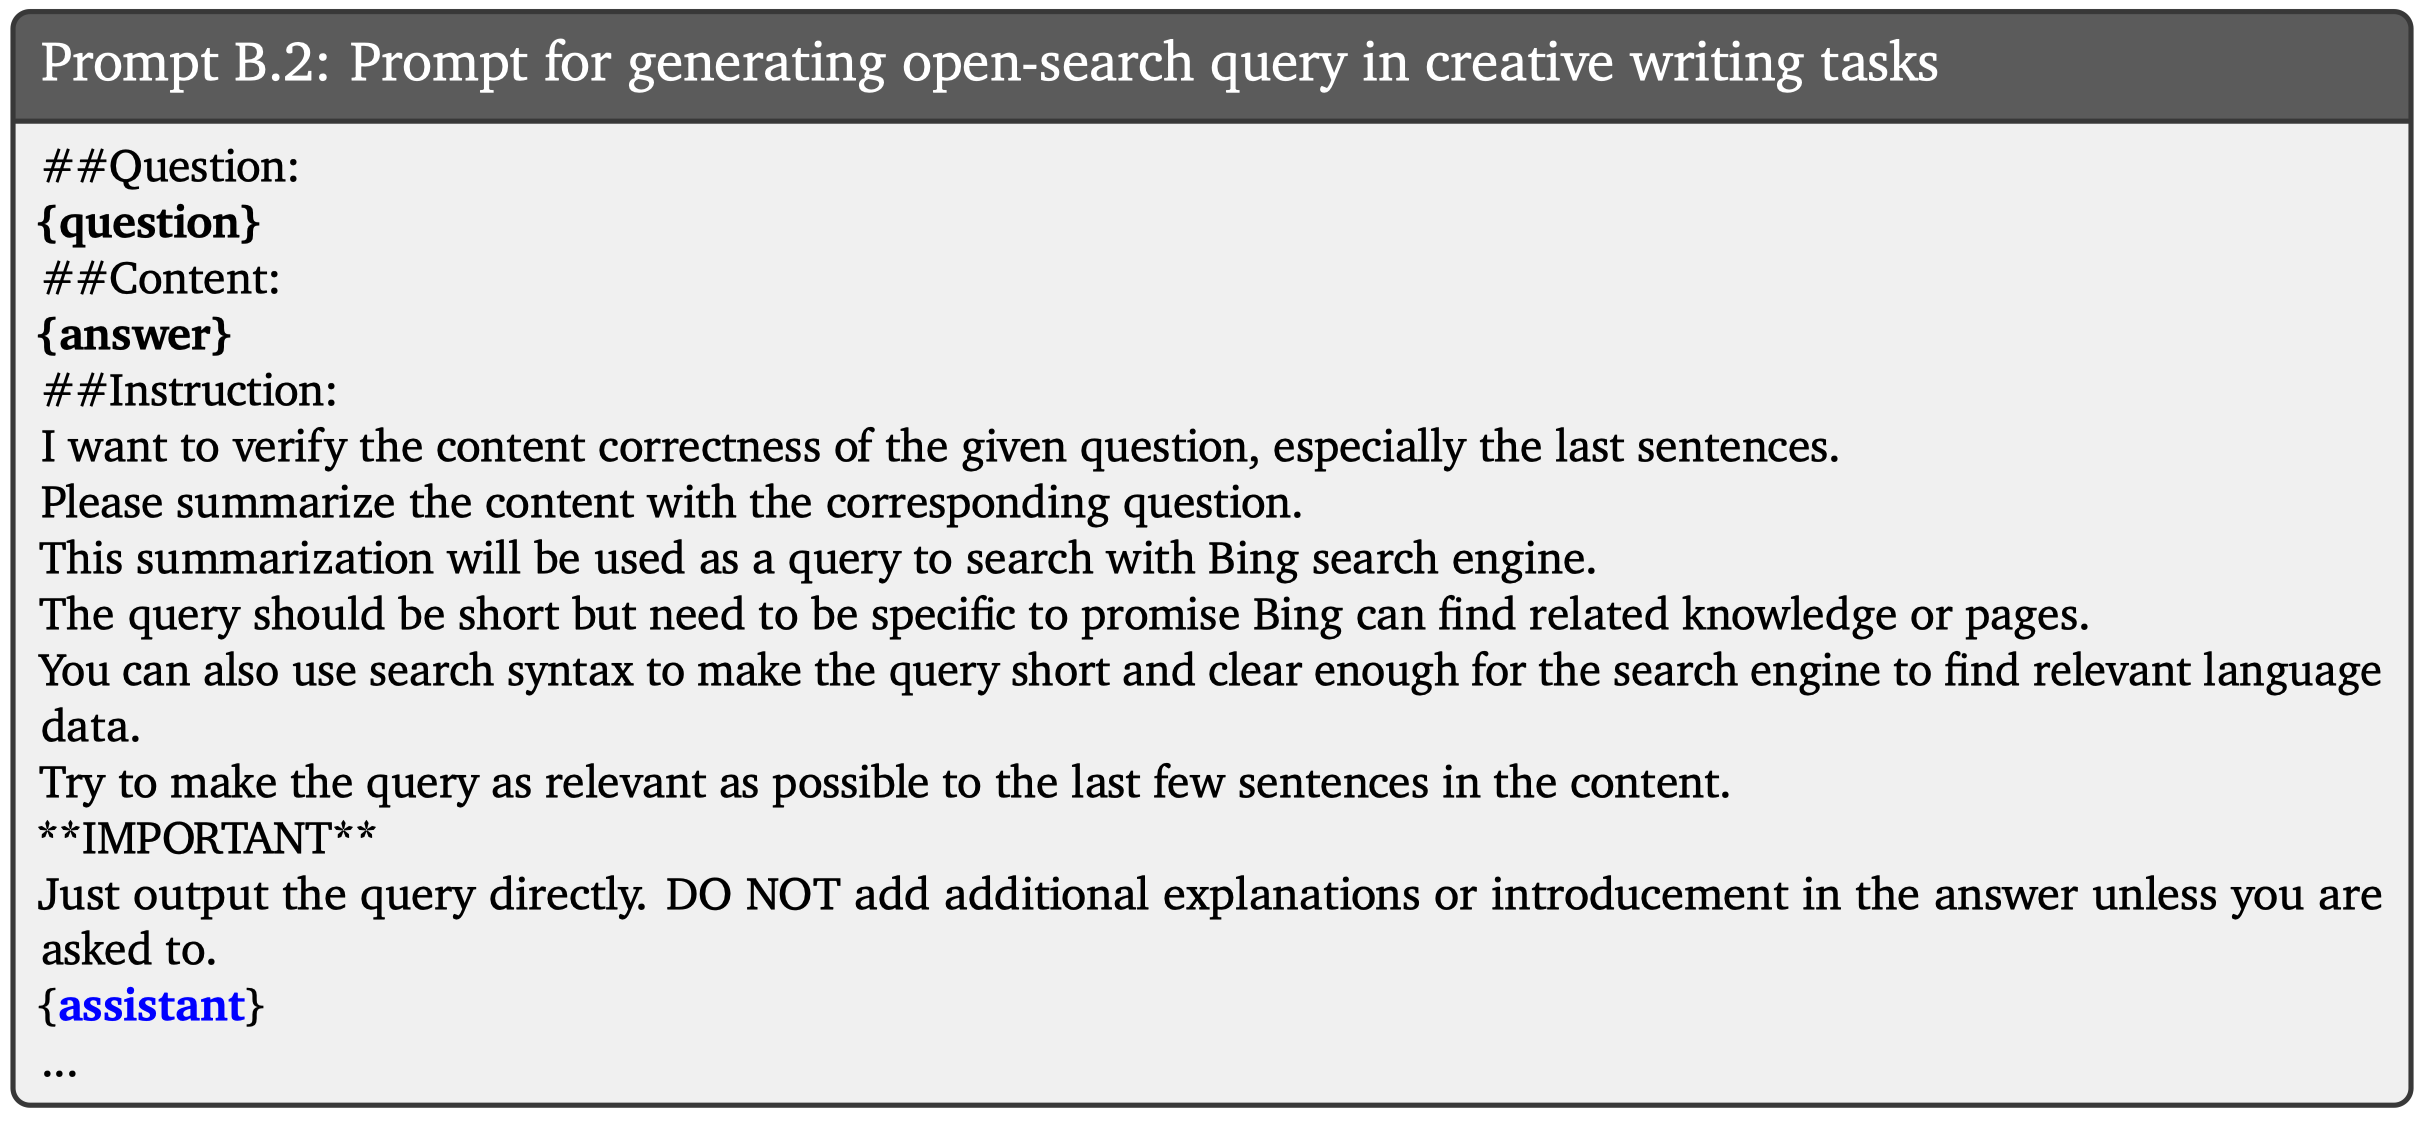 Prompt B.2: Prompt for generating open-search query in creative writing tasks
##Question:
{question}
##Content:
{answer}
##Instruction:
I want to verify the content correctness of the given question, especially the last sentences.
Please summarize the content with the corresponding question.
This summarization will be used as a query to search with Bing search engine.
The query should be short but need to be specific to promise Bing can find related knowledge or pages.
You can also use search syntax to make the query short and clear enough for the search engine to find relevant language
data.
Try to make the query as relevant as possible to the last few sentences in the content.
**IMPORTANT**
Just output the query directly. DO NOT add additional explanations or introducement in the answer unless you are
asked to.
{assistant}
...